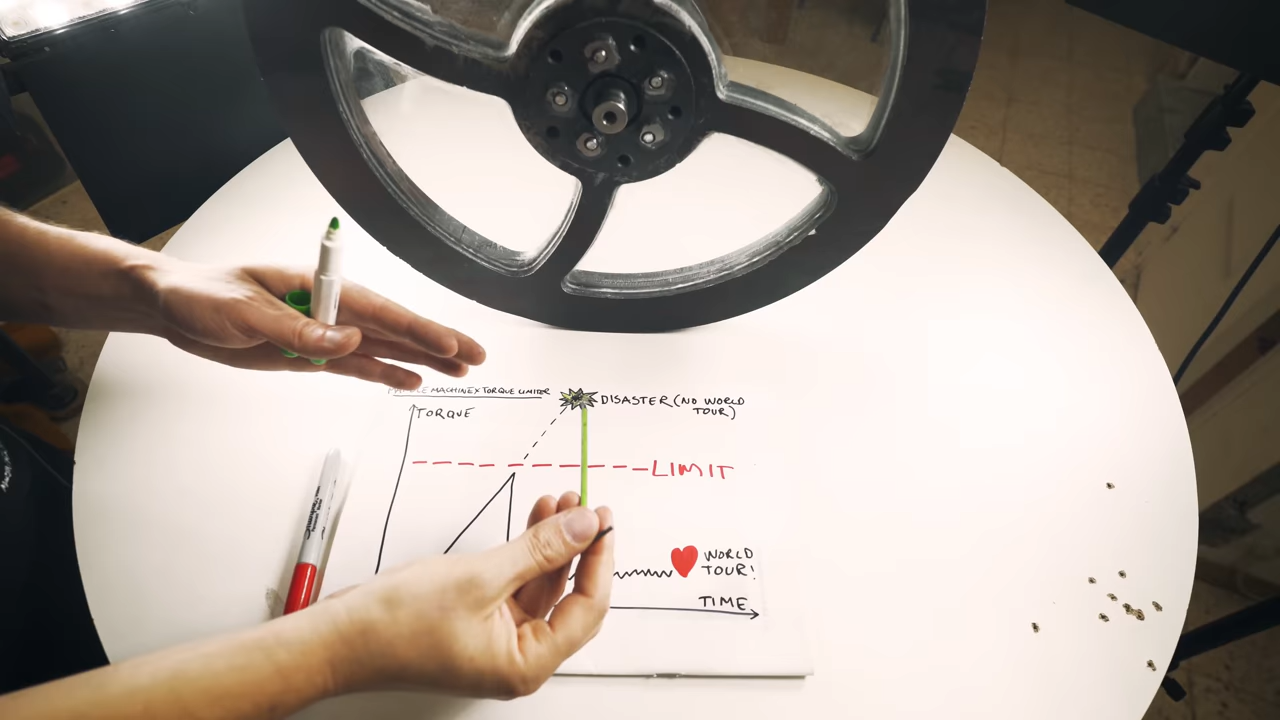 MACHINE X TORQUE LIMITER
TORQUE
DISASTER (NO WORLD
TOUR)
LIMIT
WORLD
TOUR!
TIME